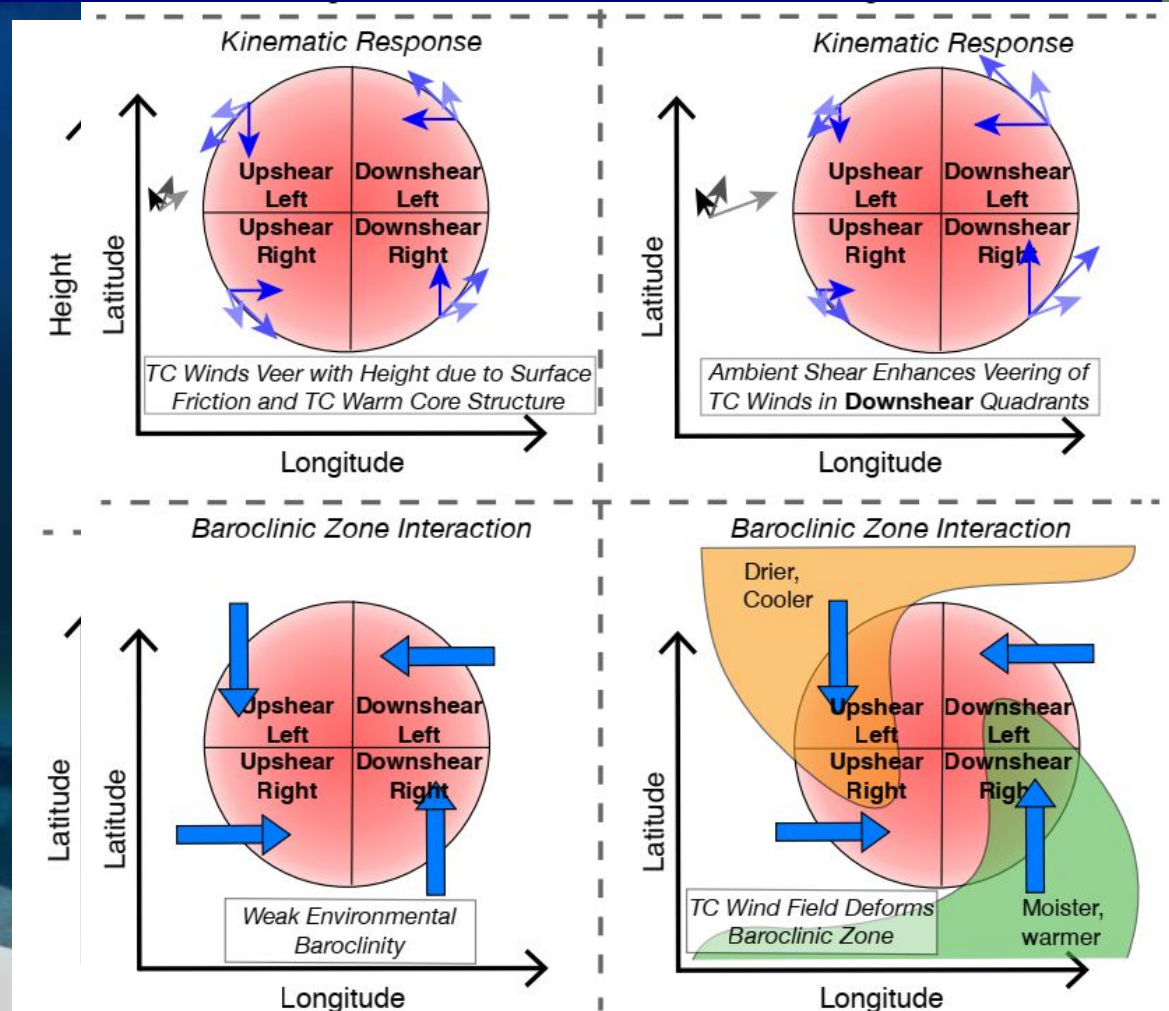 Kinematic Response
Height
Latitude
Upshear
Left
Downshear
Left
Upshear
Right
Downshear
Right
TC Winds Veer with Height due to Surface
Friction and TC Warm Core Structure
Longitude
Kinematic Response
Latitude
Upshear
Left
Downshear
Left
Upshear
Right
Downshear
Right
Ambient Shear Enhances Veering of
TC Winds in Downshear Quadrants
Longitude
Baroclinic Zone Interaction
Latitude
Latitude
Upshear
Left
Downshear
Left
Upshear
Right
Downshear
Right
Weak Environmental
Baroclinity
Longitude
Baroclinic Zone Interaction
Drier,
Cooler
Latitude
Upshear
Left
Downshear
Left
Upshear
Right
Downshear
Right
TC Wind Field Deforms
Baroclinic Zone
Moister,
warmer
Longitude